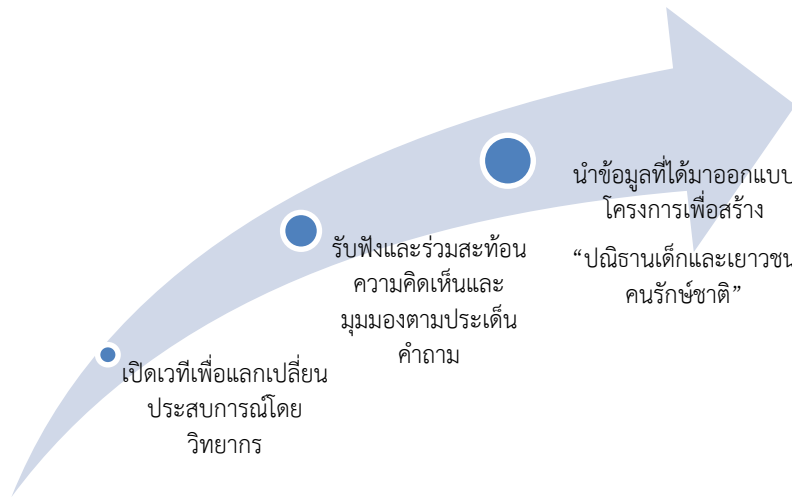 เปิดเวทีเพื่อแลกเปลี่ยน
ประสบการณ์โดย
วิทยากร
รับฟังและร่วมสะท้อน
ความคิดเห็นและ
มุมมองตามประเด็น
คำถาม
นำข้อมูลที่ได้มาออกแบบ
โครงการเพื่อสร้าง
“ปณิธานเด็กและเยาวชน
คนรักษ์ชาติ”